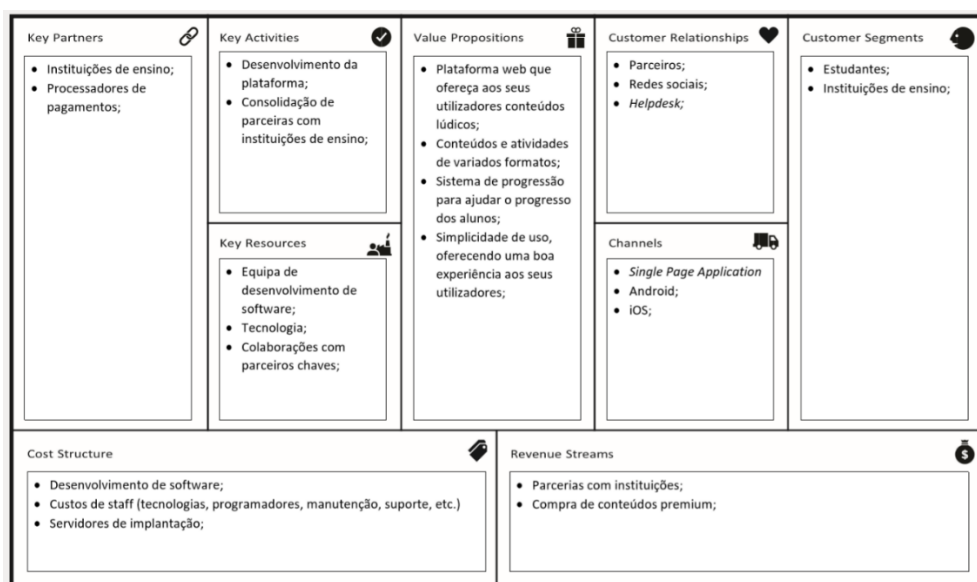 Key Partners
• Instituições de ensino;
• Processadores de
pagamentos;
Key Activities
• Desenvolvimento da
plataforma;
• Consolidação de
parceiras com
instituições de ensino;
Key Resources
• Equipa de
desenvolvimento de
software;
• Tecnologia;
• Colaborações com
parceiros chaves;
Value Propositions
• Plataforma web que
ofereça aos seus
utilizadores conteúdos
lúdicos;
• Conteúdos e atividades
de variados formatos;
• Sistema de progressão
para ajudar o progresso
dos alunos;
• Simplicidade de uso,
oferecendo uma boa
experiência aos seus
utilizadores;
Customer Relationships
• Parceiros;
• Redes sociais;
• Helpdesk;
Channels
• Single Page Application
• Android;
• iOS;
Customer Segments
• Estudantes;
• Instituições de ensino;
Cost Structure
• Desenvolvimento de software;
• Custos de staff (tecnologias, programadores, manutenção, suporte, etc.)
• Servidores de implantação;
Revenue Streams
• Parcerias com instituições;
• Compra de conteúdos premium;
$